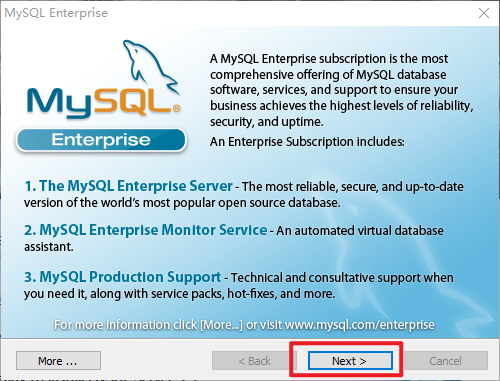 MySQL Enterprise
MySQL®
Enterprise
A MySQL Enterprise subscription is the most
comprehensive offering of MySQL database
software, services, and support to ensure your
business achieves the highest levels of reliability,
security, and uptime.
An Enterprise Subscription includes:
1. The MySQL Enterprise Server - The most reliable, secure, and up-to-date
version of the world's most popular open source database.
2. MySQL Enterprise Monitor Service - An automated virtual database
assistant.
3. MySQL Production Support - Technical and consultative support when
you need it, along with service packs, hot-fixes, and more.
For more information click [More...] or visit www.mysql.com/enterprise
More ... < Back Next > Cancel